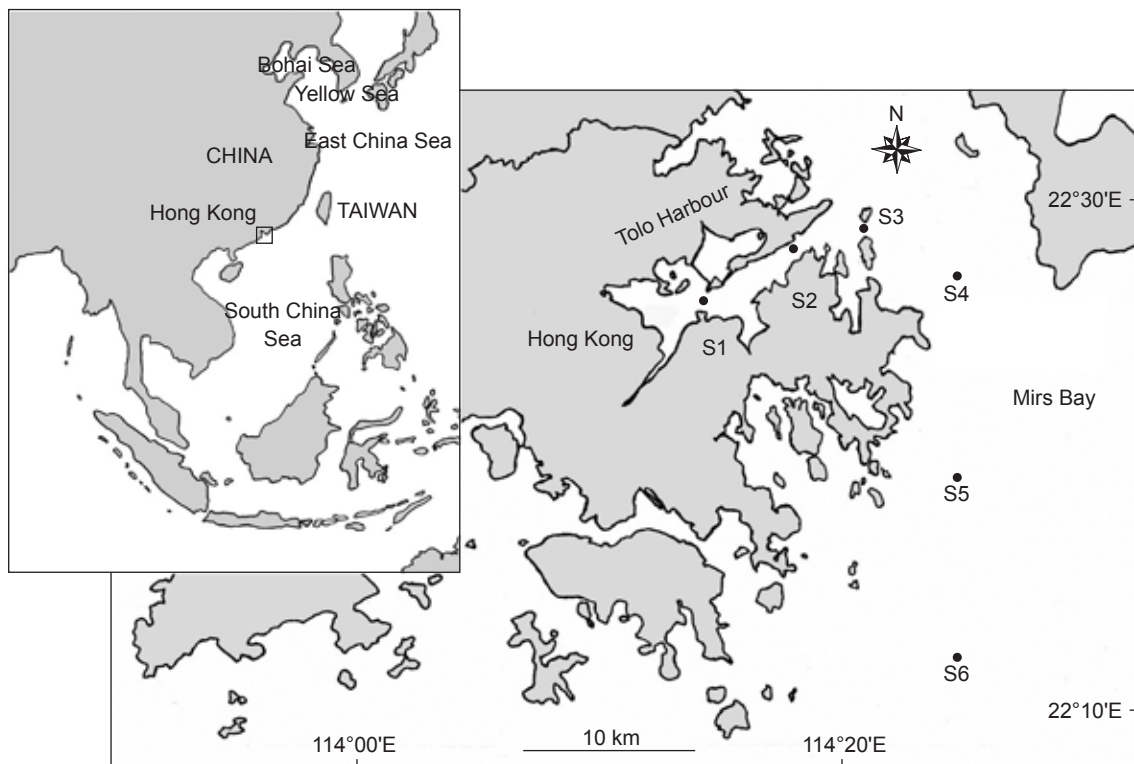 Bohai Sea
Yellow Sea
East China Sea
CHINA
Hong Kong
TAIWAN
South China
Sea
N
22°30'E
Tolo Harbour
S3
S4
S2
Hong Kong
S1
Mirs Bay
S5
S6
22°10'E
10 km
114°00'E
114°20'E